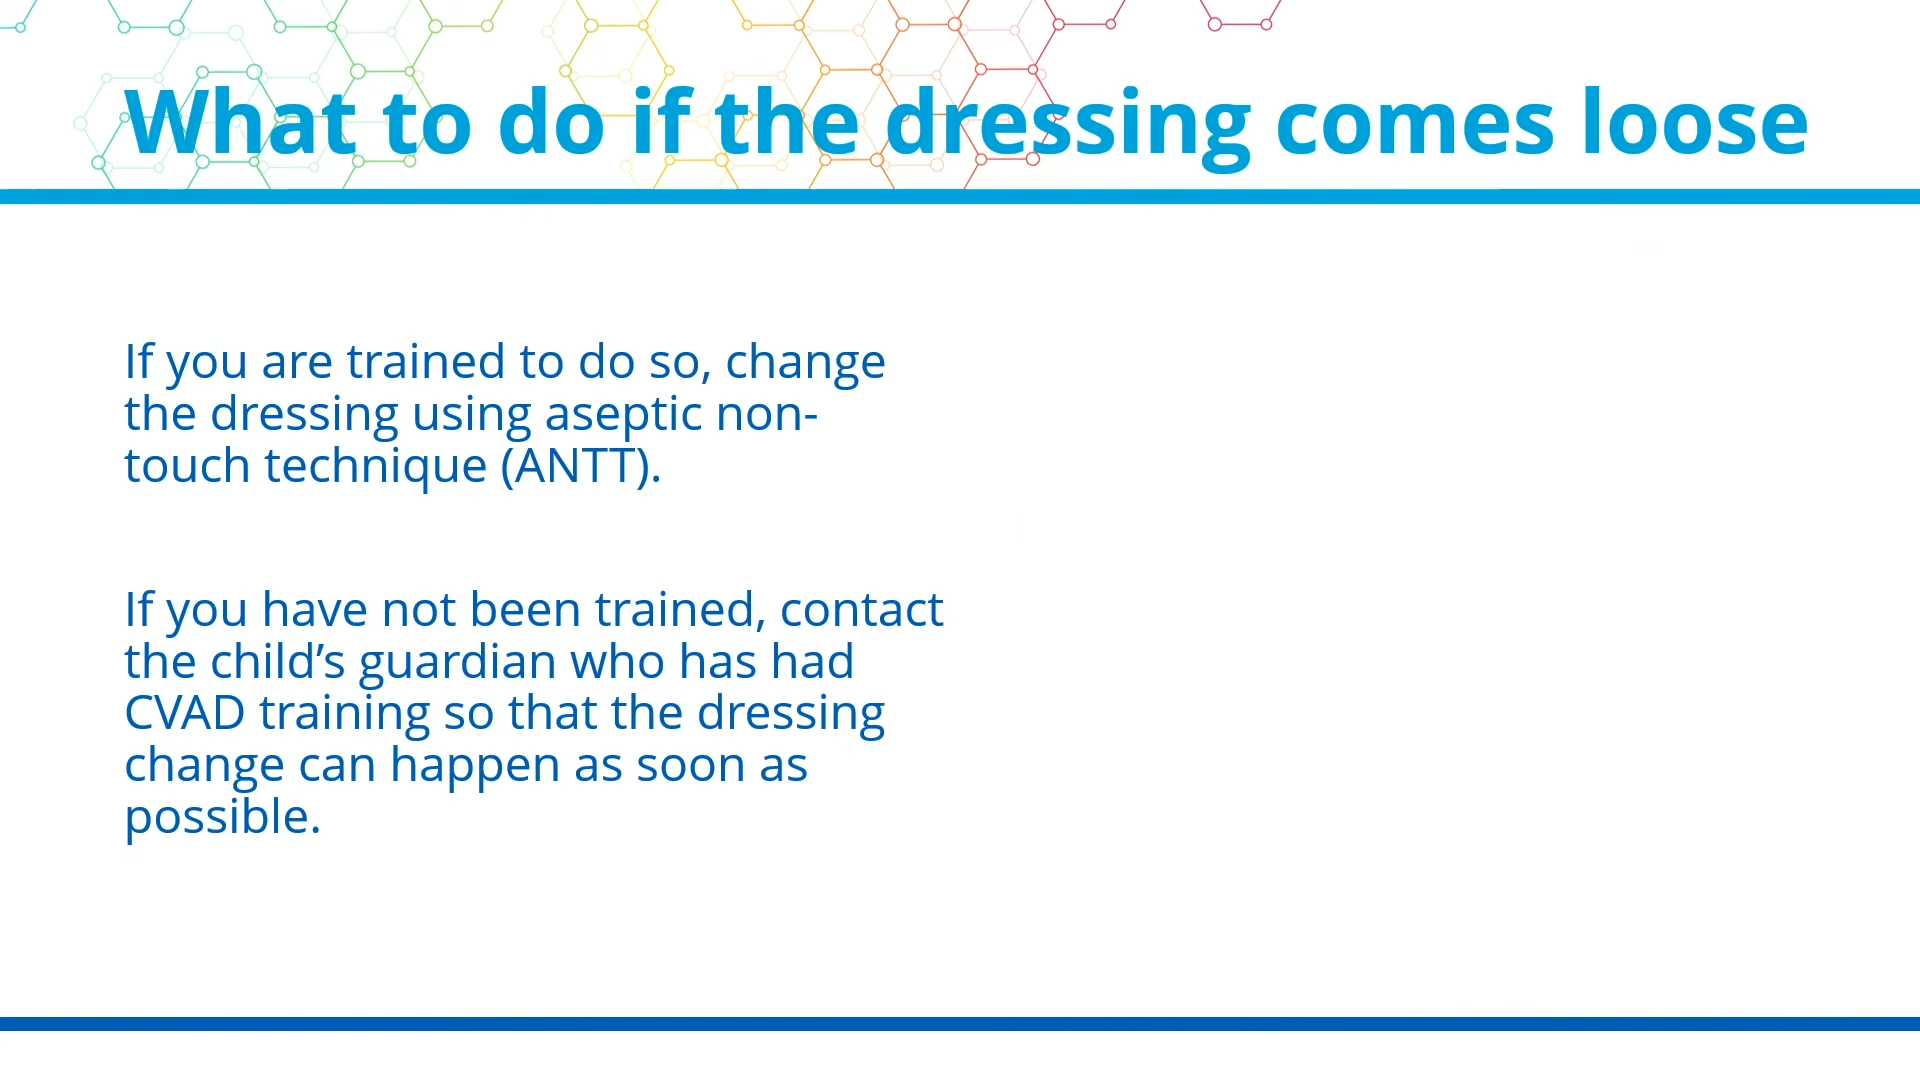 What to do if the dressing comes loose
If you are trained to do so, change
the dressing using aseptic non-
touch technique (ANTT).
If you have not been trained, contact
the child’s guardian who has had
CVAD training so that the dressing
change can happen as soon as
possible.